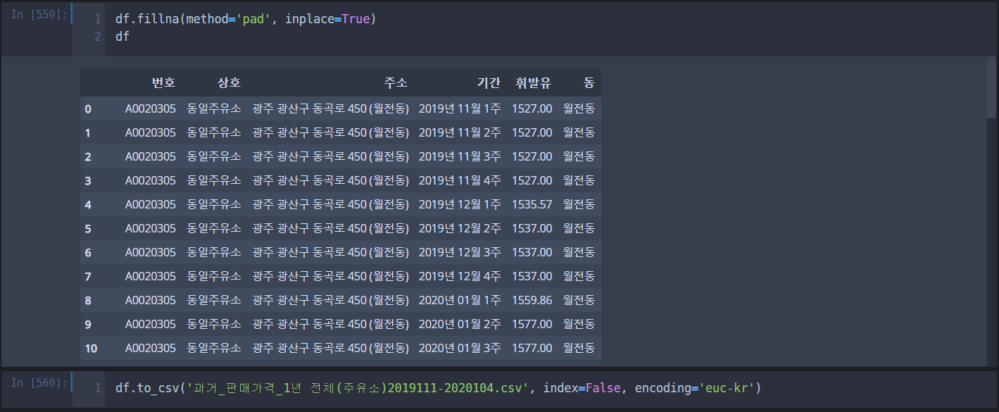 In [559]:
1 df.fillna(method='pad', inplace=True)
2 df
번호 상호 주소 기간 휘발유 동
0 A0020305 동일주유소 광주 광산구 동곡로 450 (월전동) 2019년 11월 1주 1527.00 월전동
1 A0020305 동일주유소 광주 광산구 동곡로 450 (월전동) 2019년 11월 2주 1527.00 월전동
2 A0020305 동일주유소 광주 광산구 동곡로 450 (월전동) 2019년 11월 3주 1527.00 월전동
3 A0020305 동일주유소 광주 광산구 동곡로 450 (월전동) 2019년 11월 4주 1527.00 월전동
4 A0020305 동일주유소 광주 광산구 동곡로 450 (월전동) 2019년 12월 1주 1535.57 월전동
5 A0020305 동일주유소 광주 광산구 동곡로 450 (월전동) 2019년 12월 2주 1537.00 월전동
6 A0020305 동일주유소 광주 광산구 동곡로 450 (월전동) 2019년 12월 3주 1537.00 월전동
7 A0020305 동일주유소 광주 광산구 동곡로 450 (월전동) 2019년 12월 4주 1537.00 월전동
8 A0020305 동일주유소 광주 광산구 동곡로 450 (월전동) 2020년 01월 1주 1559.86 월전동
9 A0020305 동일주유소 광주 광산구 동곡로 450 (월전동) 2020년 01월 2주 1577.00 월전동
10 A0020305 동일주유소 광주 광산구 동곡로 450 (월전동) 2020년 01월 3주 1577.00 월전동
In [560]:
1 df.to_csv('과거_판매가격_1년 전체(주유소)2019111-2020104.csv', index=False, encoding='euc-kr')